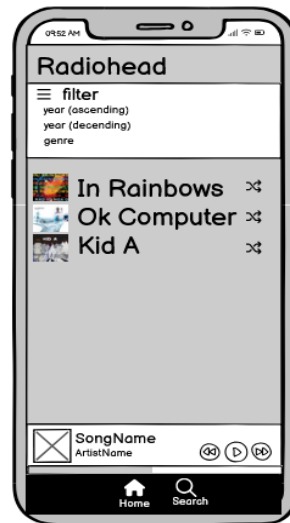 09:52 AM
Radiohead
filter
year (ascending)
year (decending)
genre
In Rainbows
Ok Computer
Kid A
SongName
ArtistName
Home
Search